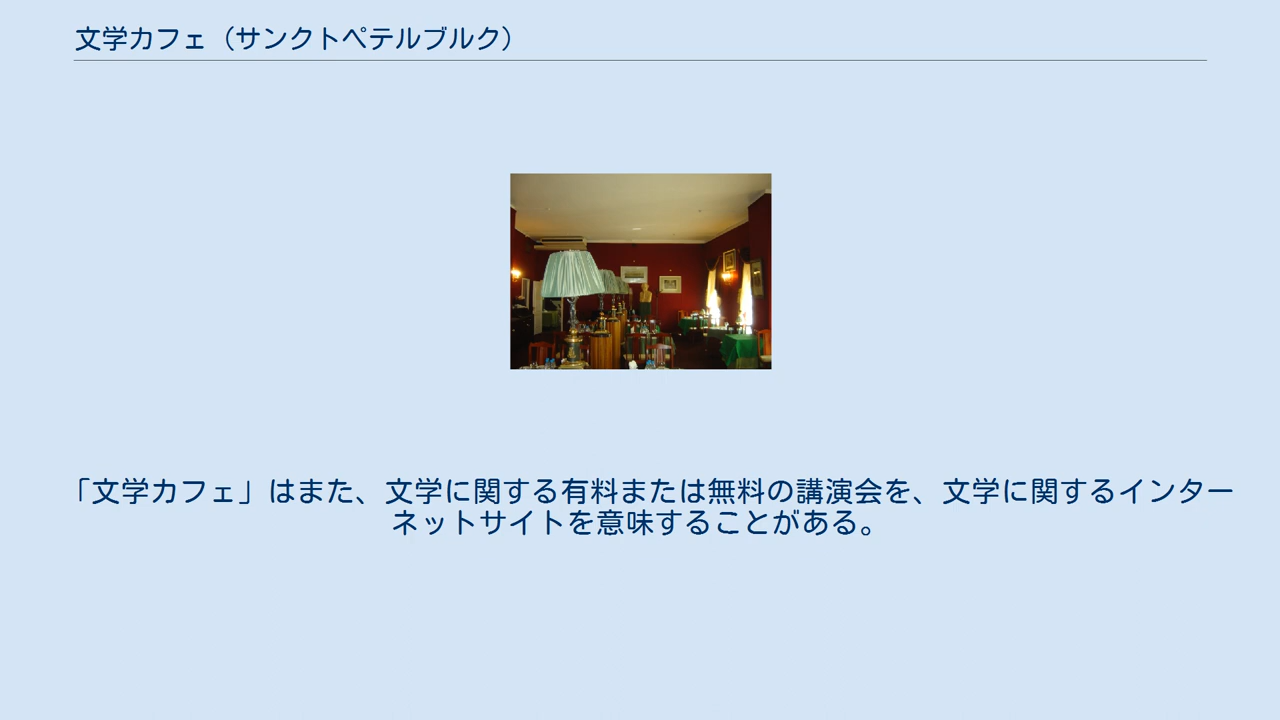 文学カフェ（サンクトペテルブルク）
「文学カフェ」はまた、文学に関する有料または無料の講演会を、文学に関するインター
ネットサイトを意味することがある。